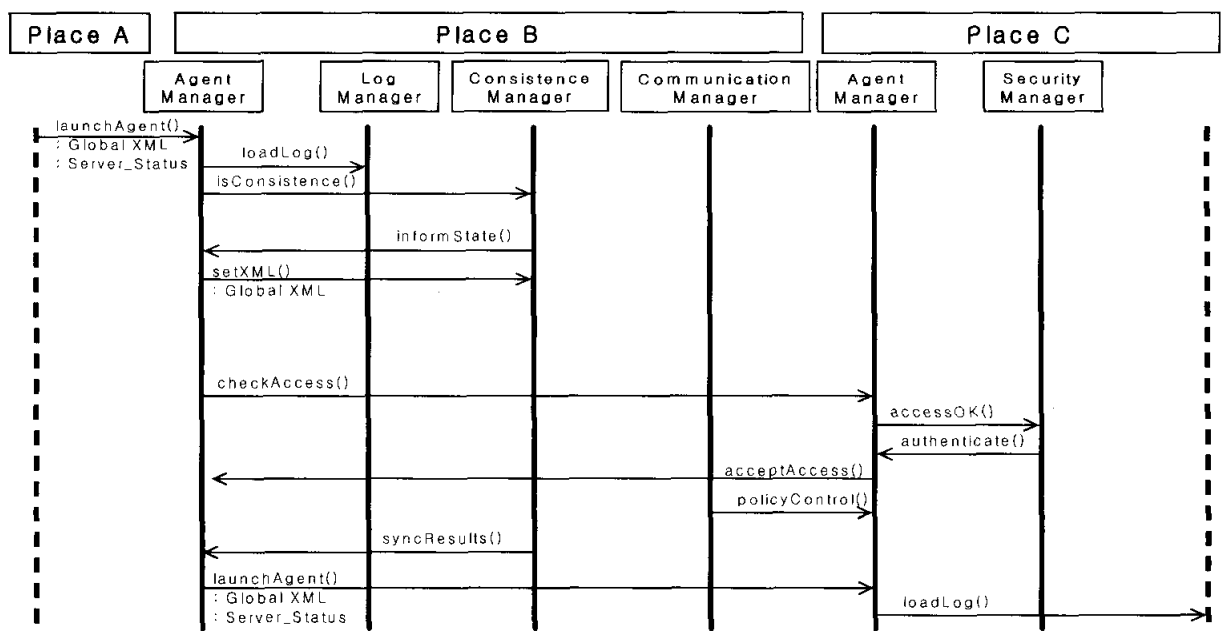 Place A
Place B
Place C
Agent
Manager
Log
Manager
Consistence
Manager
Communication
Manager
Agent
Manager
Security
Manager
launchAgent()
: Global XML
: Server_Status
loadLog()
isConsistence()
informState()
setXML()
: Global XML
checkAccess()
accessOK()
authenticate()
acceptAccess()
policyControl()
syncResults()
launchAgent()
: Global XML
: Server_Status
loadLog()